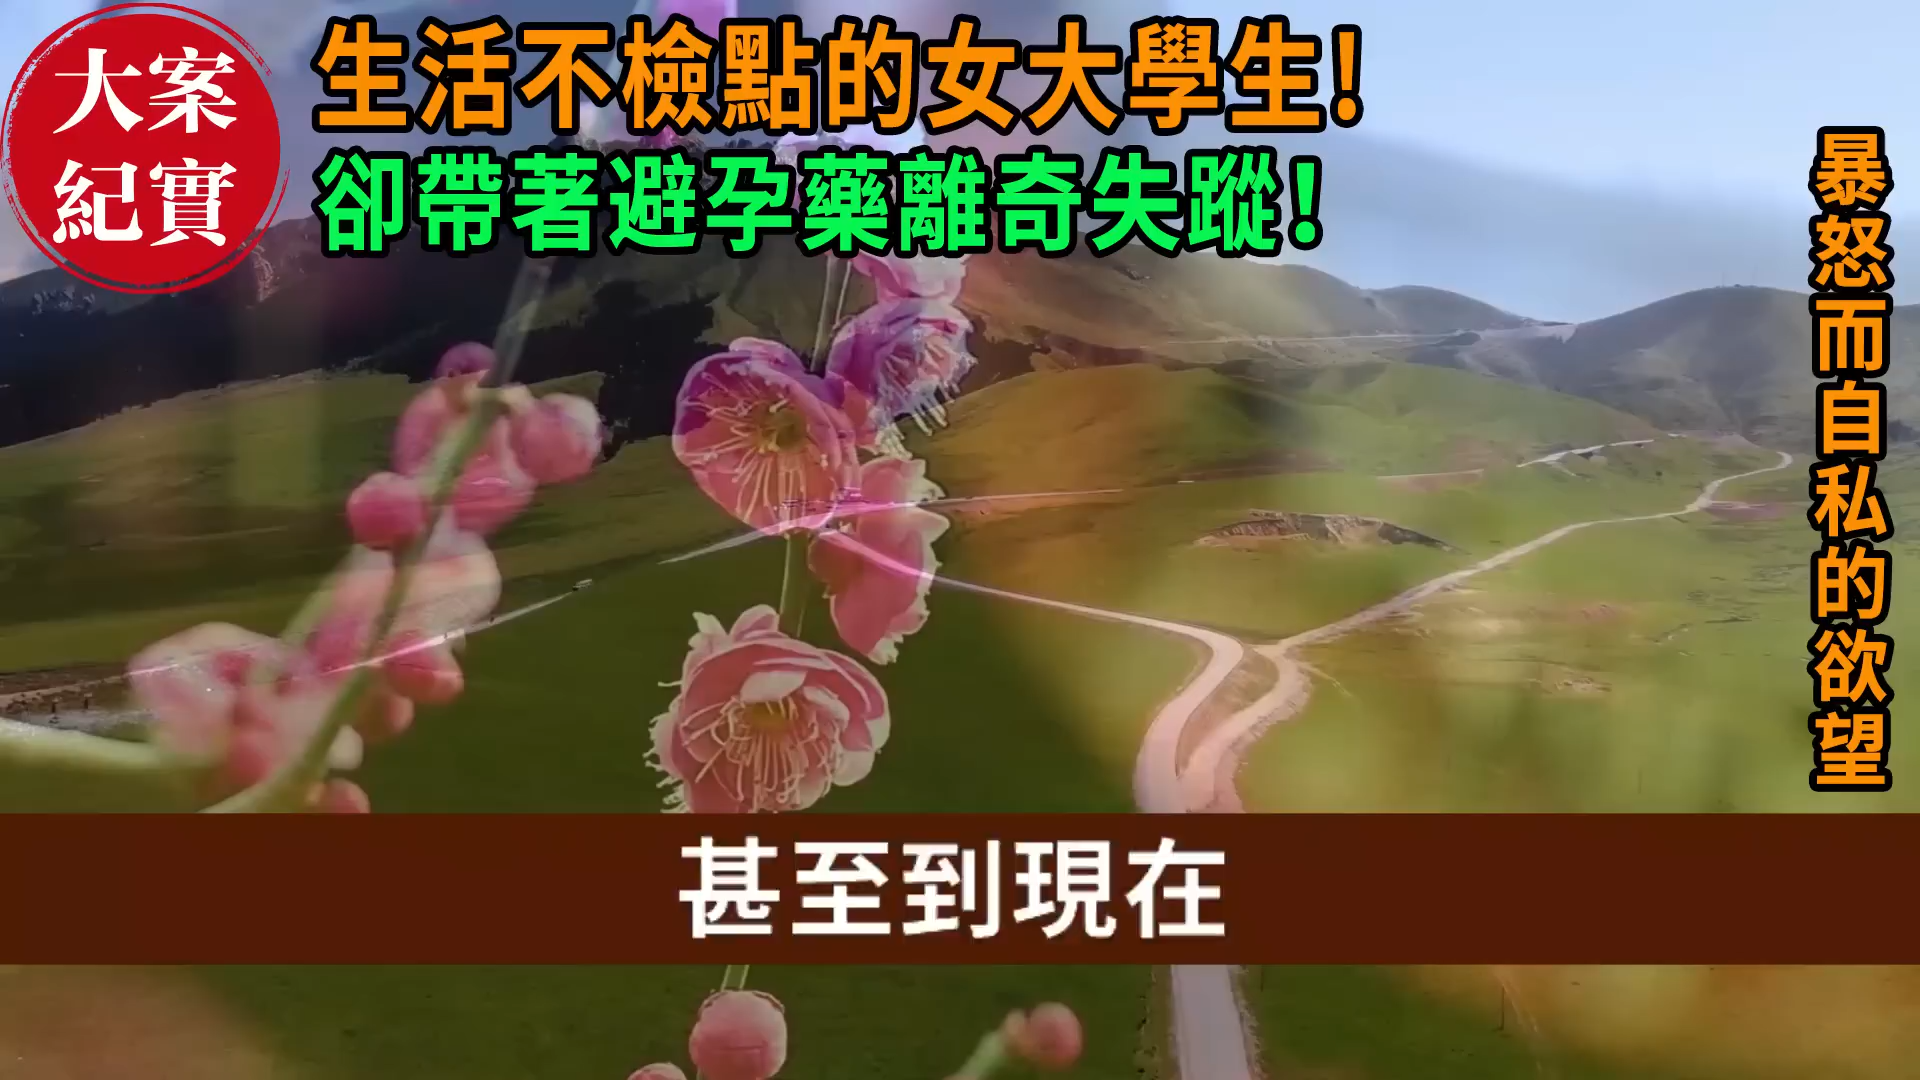 大案
紀實
生活不檢點的女大學生!
卻帶著避孕藥離奇失蹤!
暴怒而自私的欲望
甚至到現在